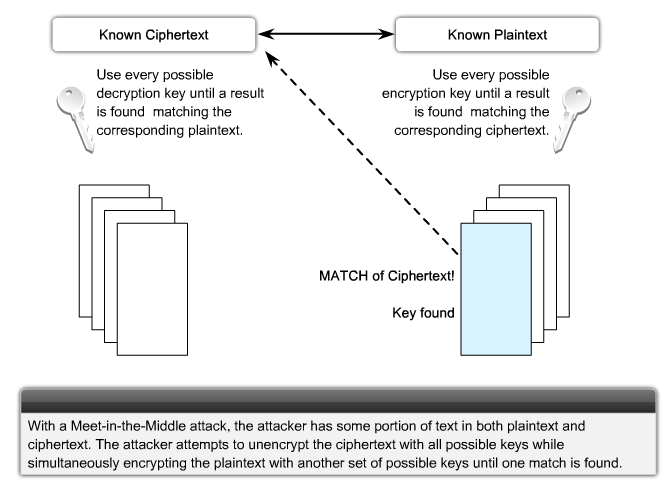 Known Ciphertext
Known Plaintext
Use every possible
decryption key until a result
is found  matching the
corresponding plaintext.
Use every possible
encryption key until a result
is found  matching the
corresponding ciphertext.
MATCH of Ciphertext!
Key found
With a Meet-in-the-Middle attack, the attacker has some portion of text in both plaintext and
ciphertext. The attacker attempts to unencrypt the ciphertext with all possible keys while
simultaneously encrypting the plaintext with another set of possible keys until one match is found.